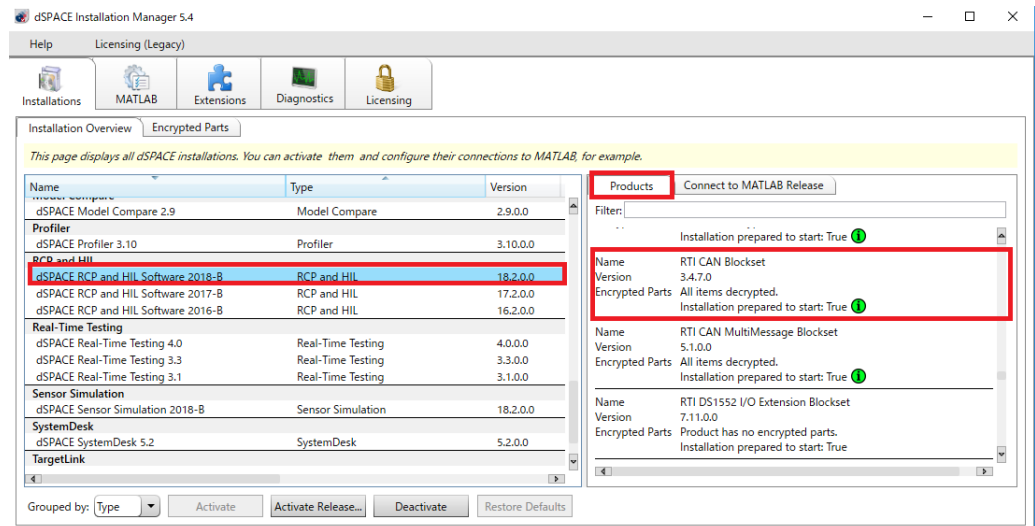 dSPACE Installation Manager 5.4
Help Licensing (Legacy)
Installations MATLAB Extensions Diagnostics Licensing
Installation Overview Encrypted Parts
This page displays all dSPACE installations. You can activate them and configure their connections to MATLAB, for example.
Name Type Version
Model Compare
dSPACE Model Compare 2.9 Model Compare 2.9.0.0
Profiler
dSPACE Profiler 3.10 Profiler 3.10.0.0
RCP and HIL
dSPACE RCP and HIL Software 2018-B RCP and HIL 18.2.0.0
dSPACE RCP and HIL Software 2017-B RCP and HIL 17.2.0.0
dSPACE RCP and HIL Software 2016-B RCP and HIL 16.2.0.0
Real-Time Testing
dSPACE Real-Time Testing 4.0 Real-Time Testing 4.0.0.0
dSPACE Real-Time Testing 3.3 Real-Time Testing 3.3.0.0
dSPACE Real-Time Testing 3.1 Real-Time Testing 3.1.0.0
Sensor Simulation
dSPACE Sensor Simulation 2018-B Sensor Simulation 18.2.0.0
SystemDesk
dSPACE SystemDesk 5.2 SystemDesk 5.2.0.0
TargetLink
Products Connect to MATLAB Release
Filter:
Installation prepared to start: True
Name RTI CAN Blockset
Version 3.4.7.0
Encrypted Parts All items decrypted.
Installation prepared to start: True
Name RTI CAN MultiMessage Blockset
Version 5.1.0.0
Encrypted Parts All items decrypted.
Installation prepared to start: True
Name RTI DS1552 I/O Extension Blockset
Version 7.11.0.0
Encrypted Parts Product has no encrypted parts.
Installation prepared to start: True
Grouped by: Type Activate Activate Release... Deactivate Restore Defaults